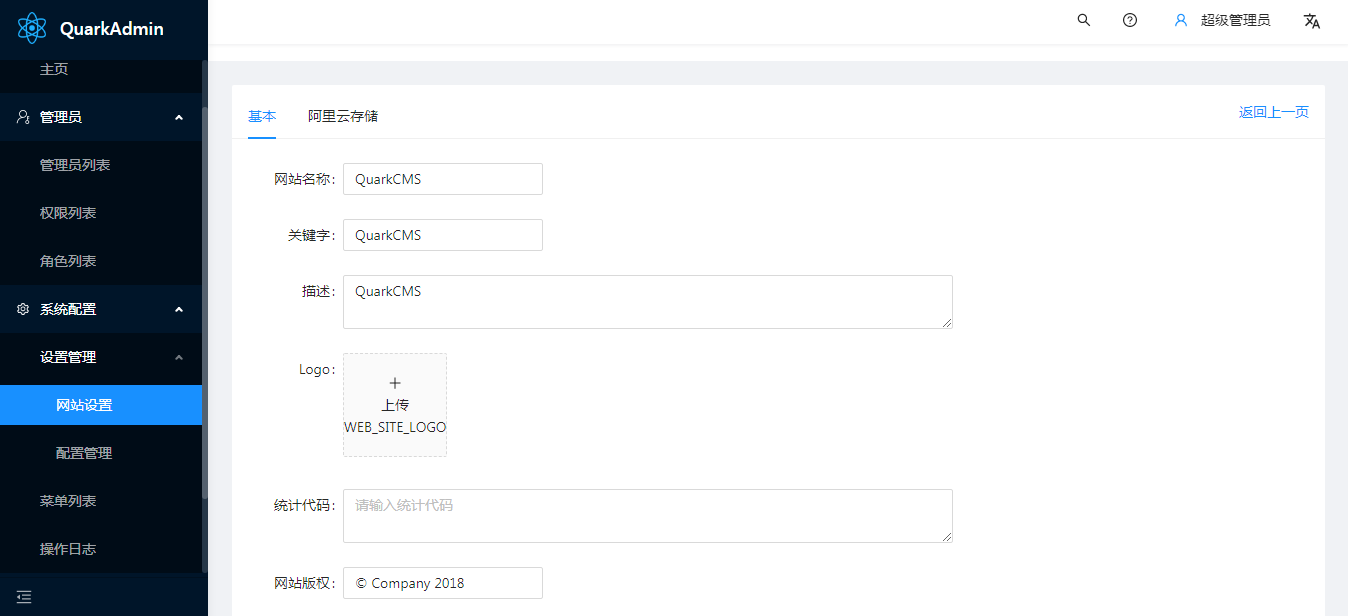 QuarkAdmin
超级管理员
主页
管理员
管理员列表
权限列表
角色列表
系统配置
设置管理
网站设置
配置管理
菜单列表
操作日志
基本
阿里云存储
返回上一页
网站名称: QuarkCMS
关键字: QuarkCMS
描述: QuarkCMS
Logo:
上传
WEB_SITE_LOGO
统计代码: 请输入统计代码
网站版权: © Company 2018